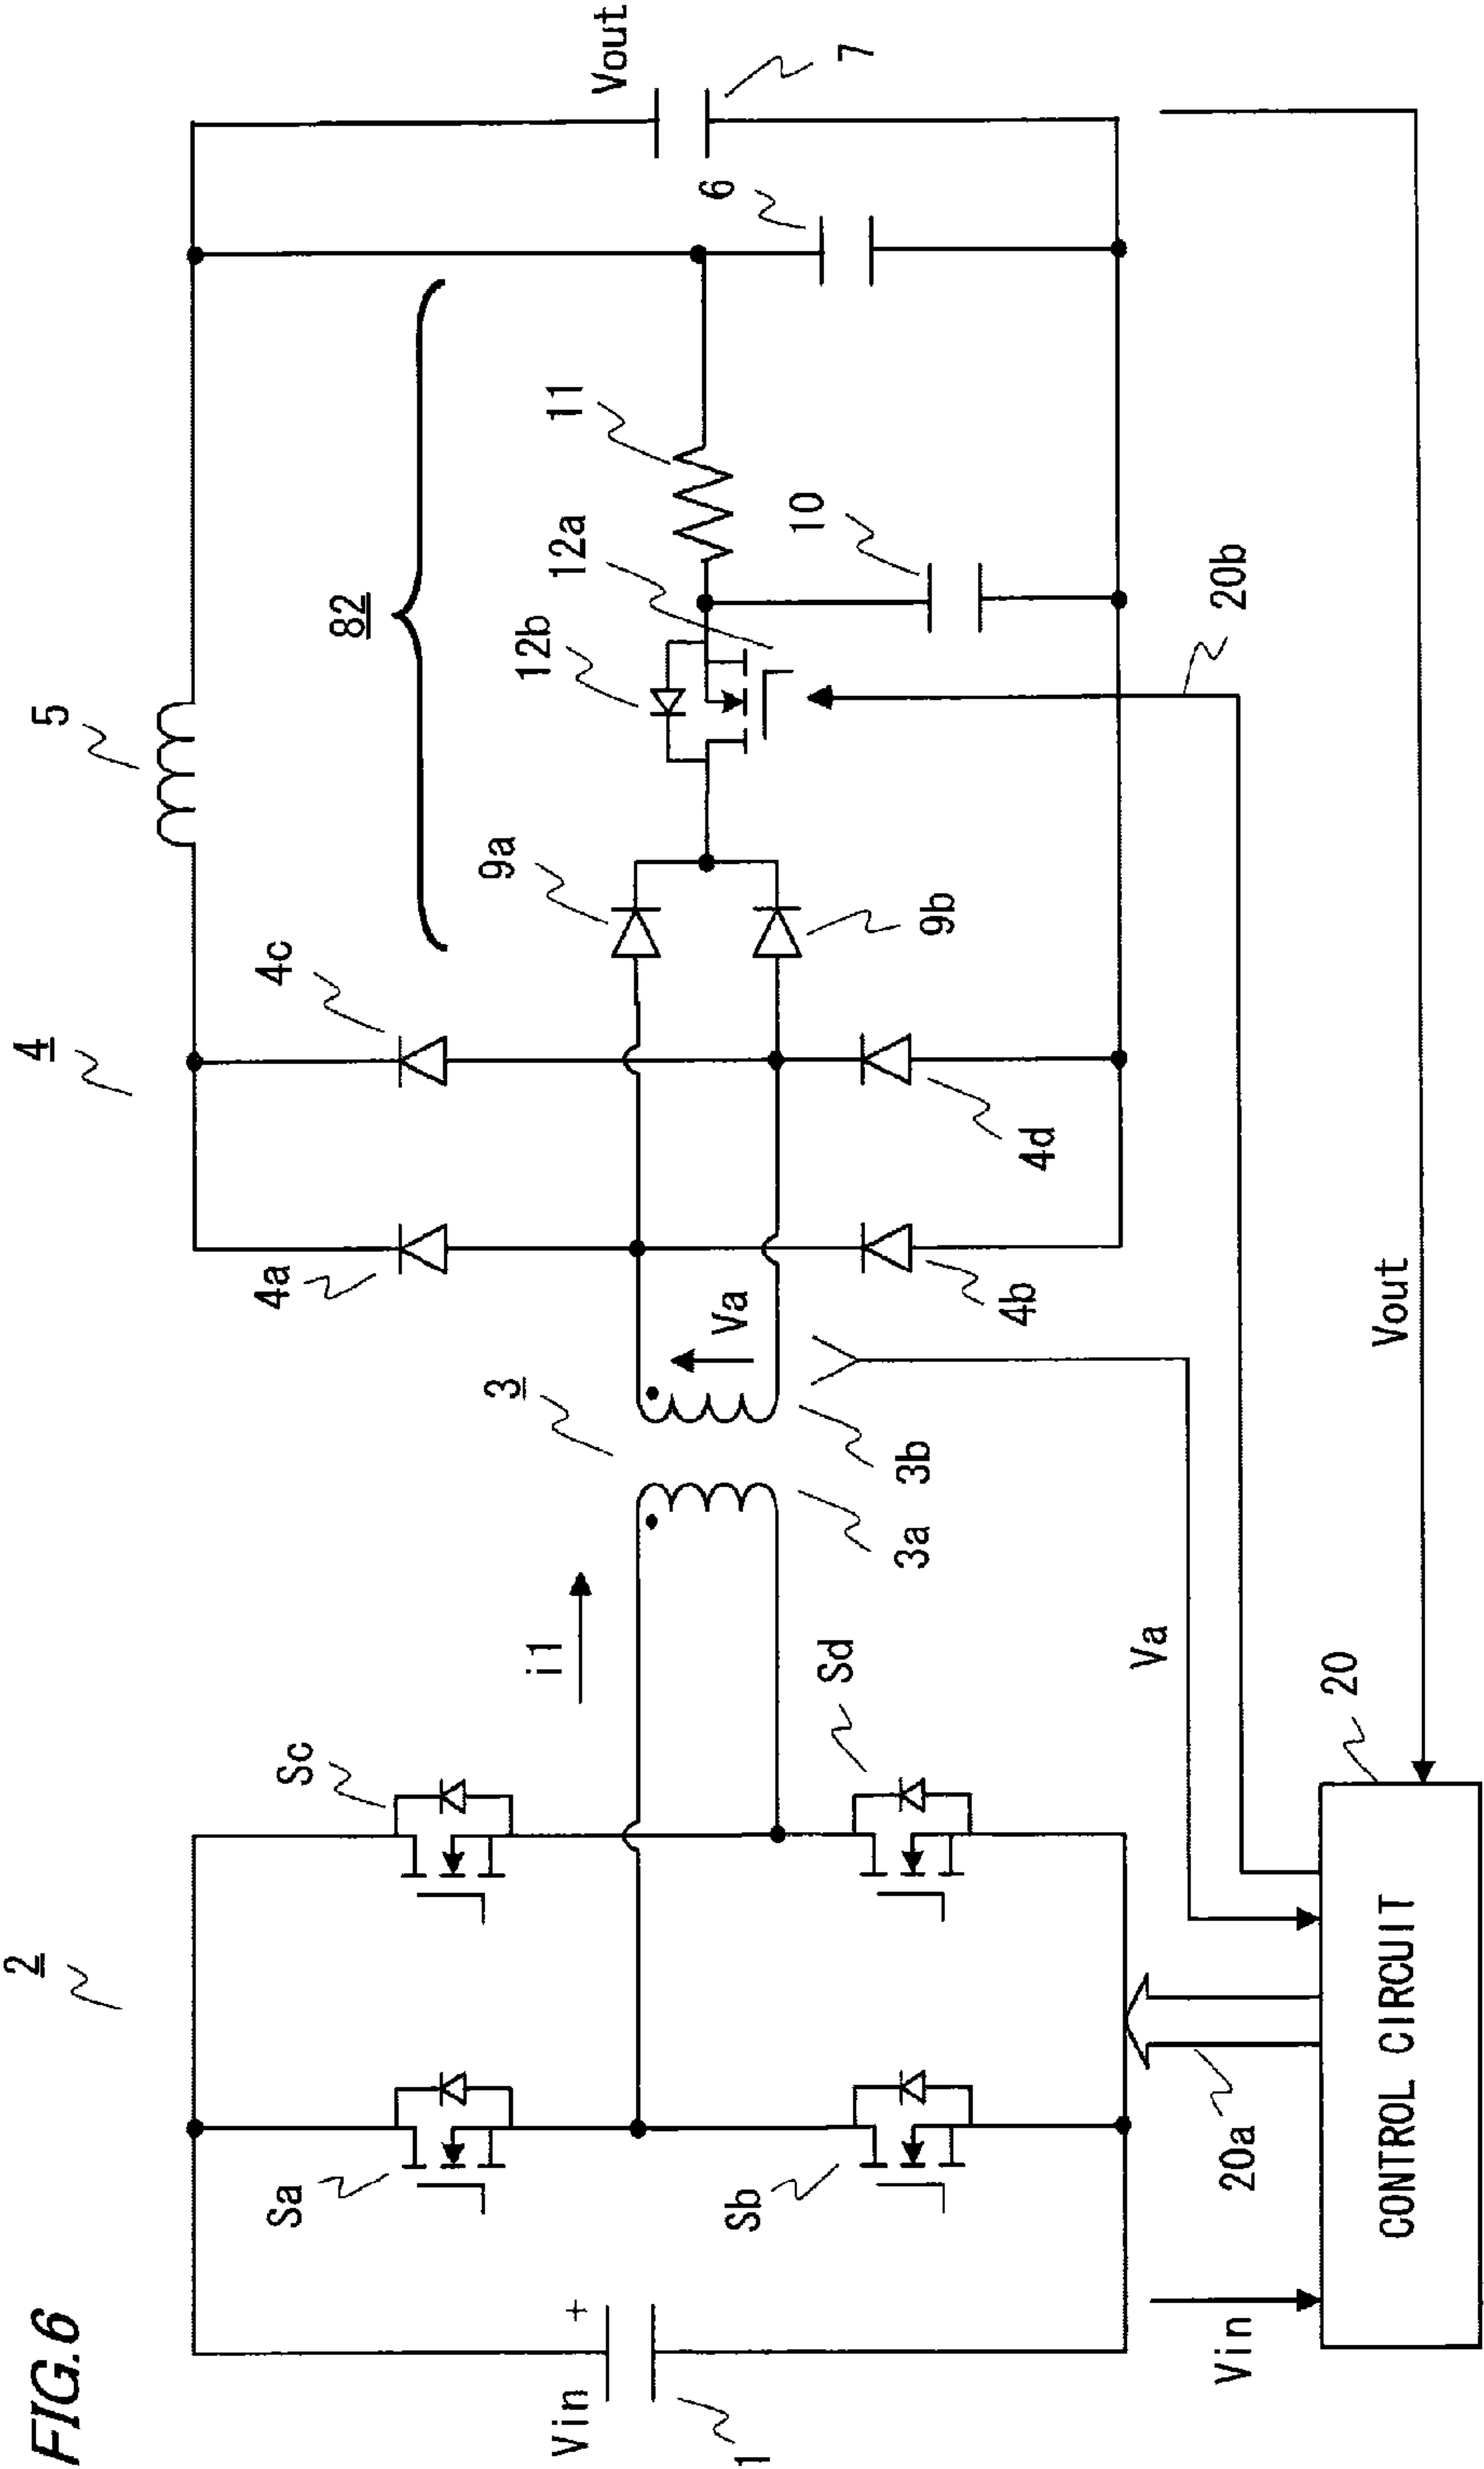 FIG.6
2
3
4
5
82
Vin
+
1
Sa
Sb
Sc
Sd
i1
3a
3b
Va
4a
4b
4c
4d
9a
9b
12b
12a
11
10
6
7
Vout
20b
Vin
20a
Va
20
Vout
CONTROL CIRCUIT